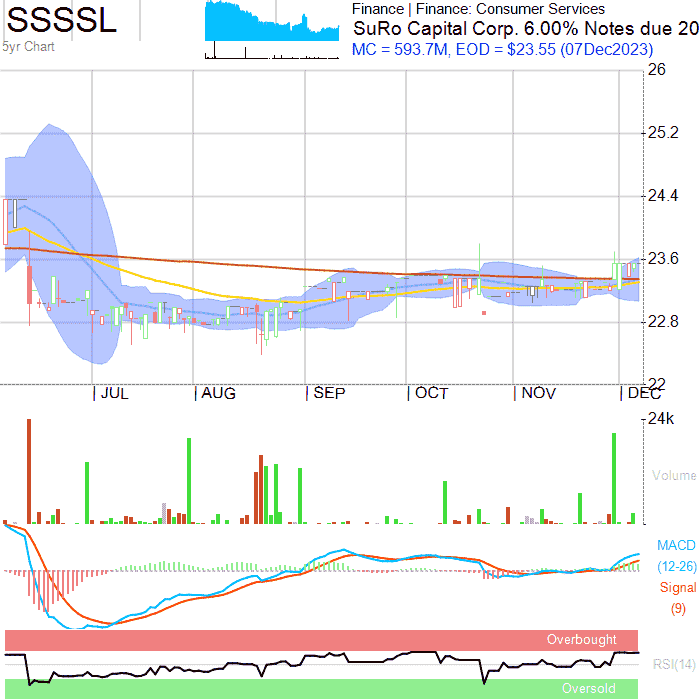 SSSSL
5yr Chart
Finance | Finance: Consumer Services
SuRo Capital Corp. 6.00% Notes due 20
MC = 593.7M, EOD = $23.55 (07Dec2023)
26
25.2
24.4
23.6
22.8
22
JUL AUG SEP OCT NOV DEC
24k
Volume
MACD
(12-26)
Signal
(9)
Overbought
RSI(14)
Oversold